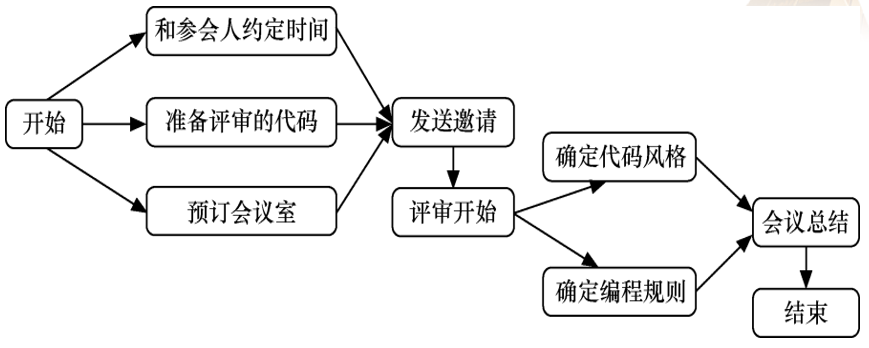 和参会人约定时间
开始
准备评审的代码
发送邀请
预订会议室
评审开始
确定代码风格
确定编程规则
会议总结
结束